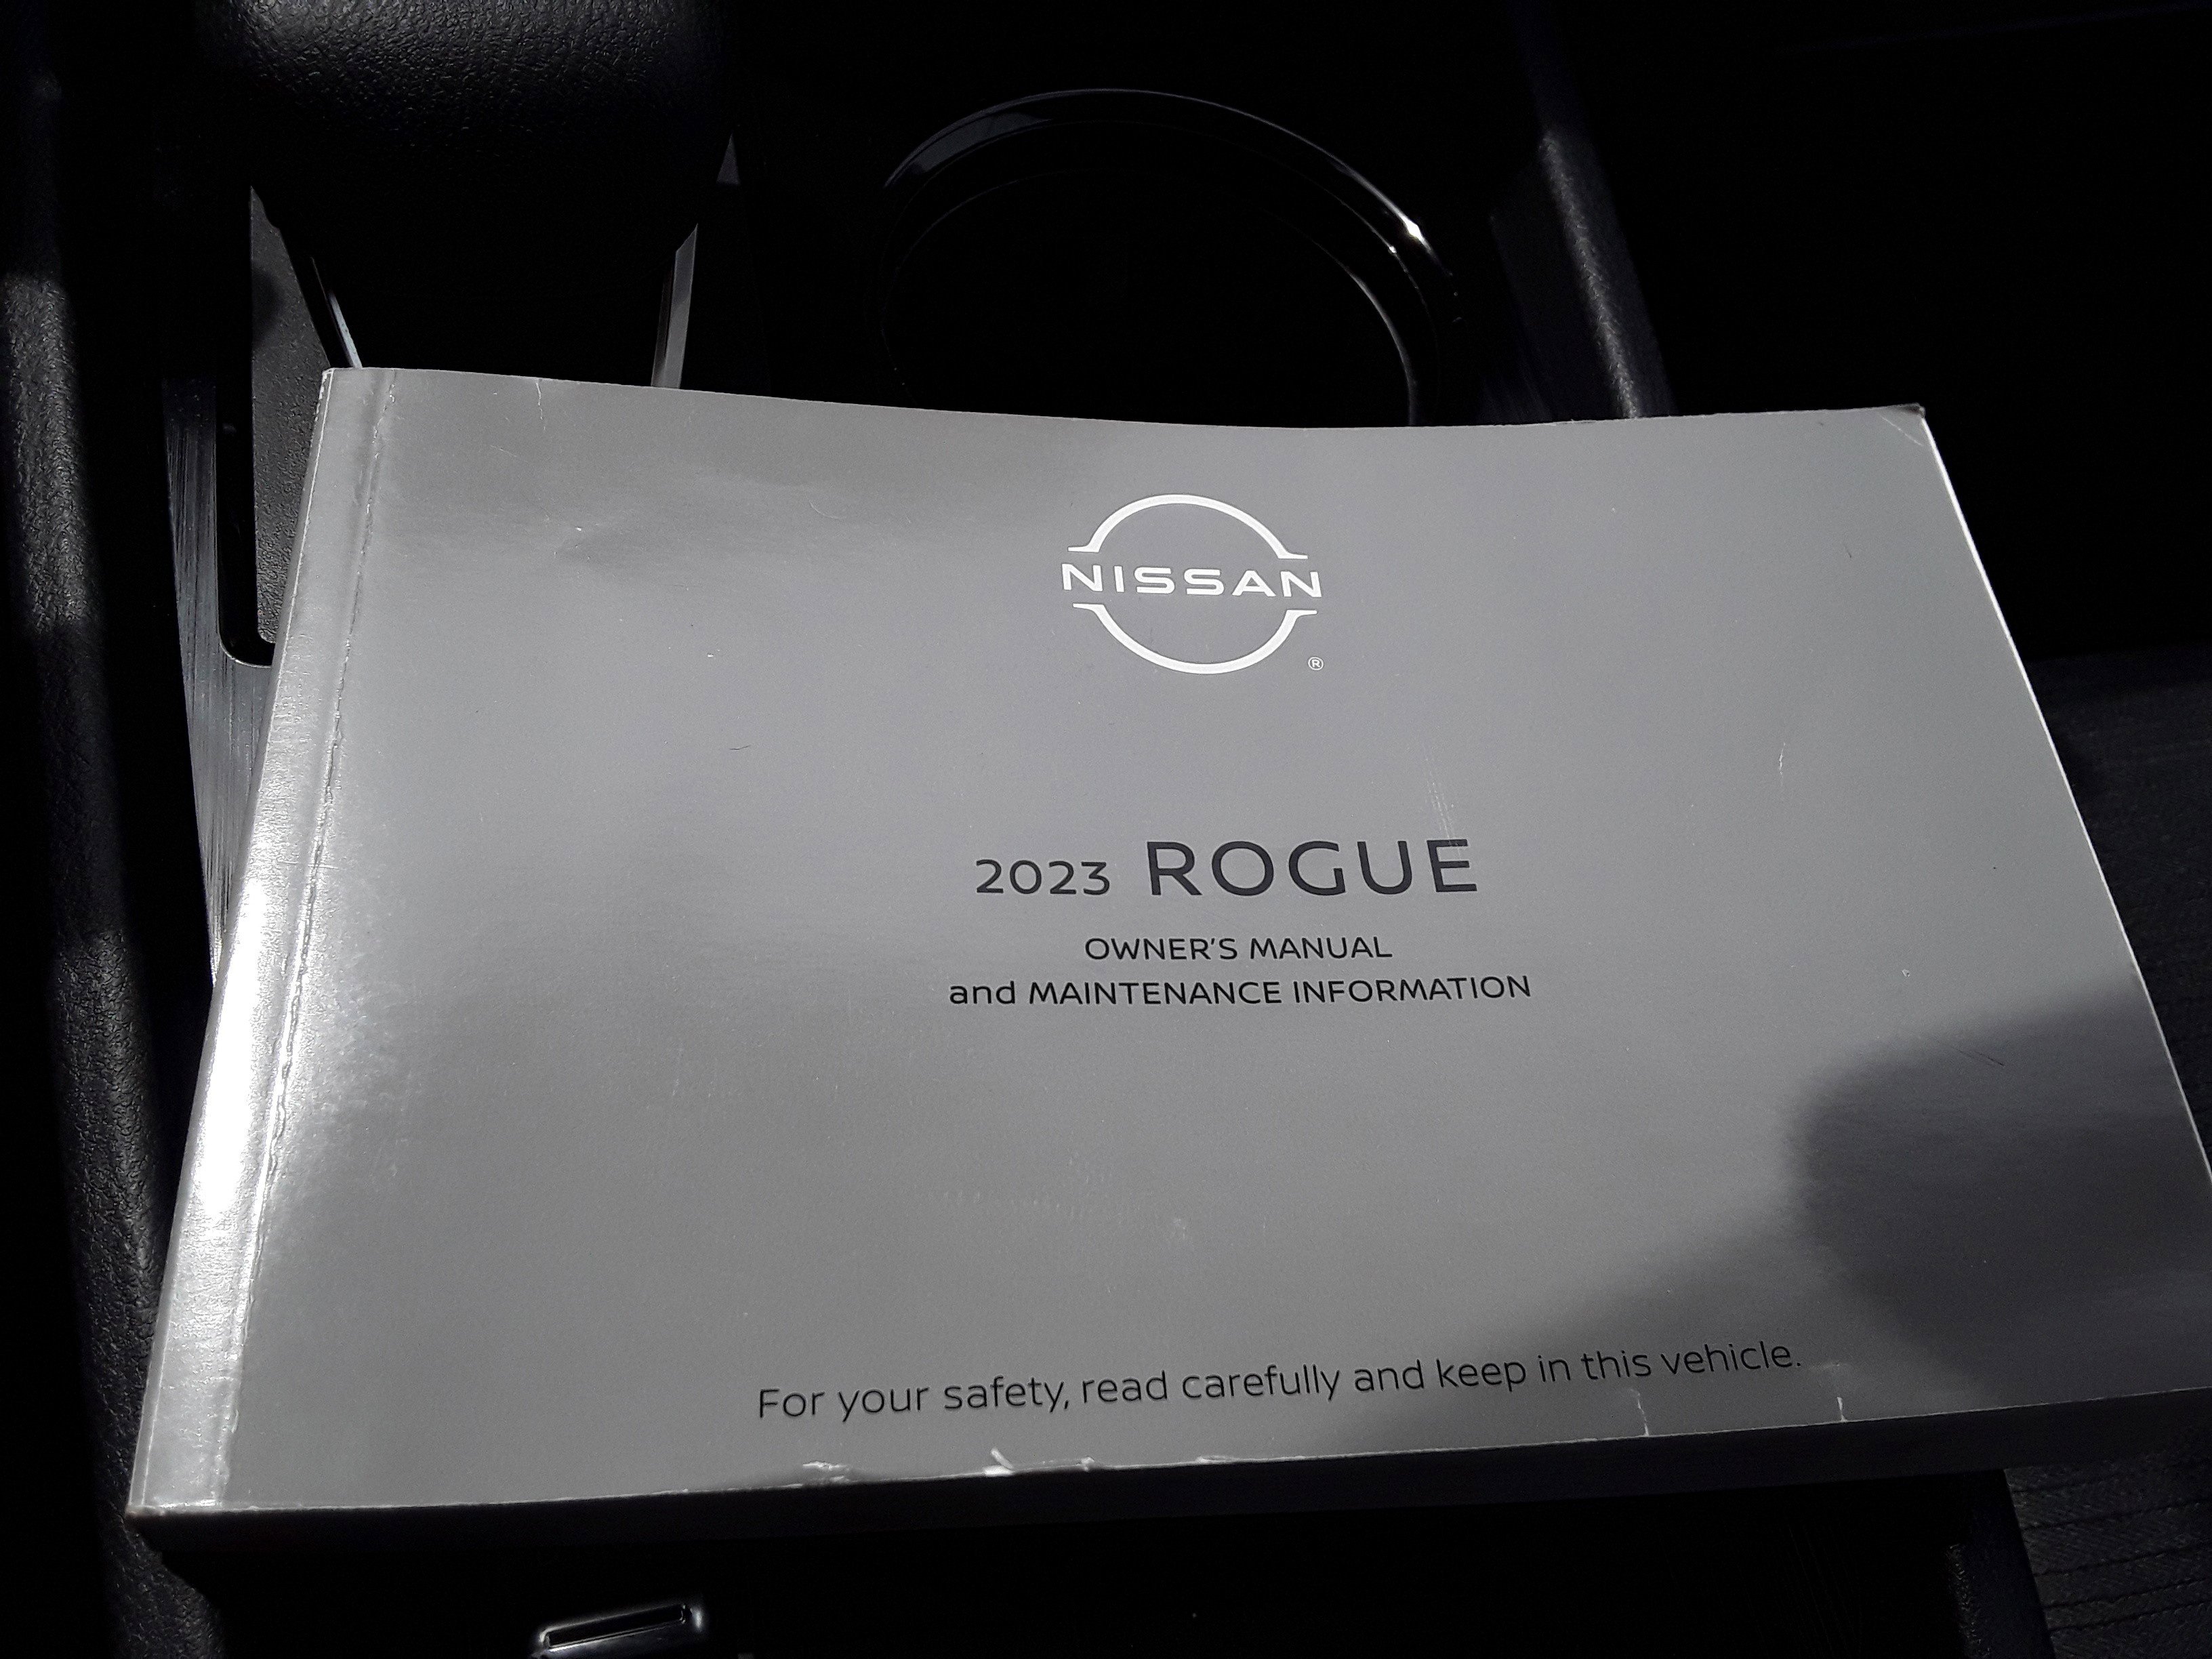 NISSAN
®
2023 ROGUE
OWNER'S MANUAL
and MAINTENANCE INFORMATION
For your safety, read carefully and keep in this vehicle.